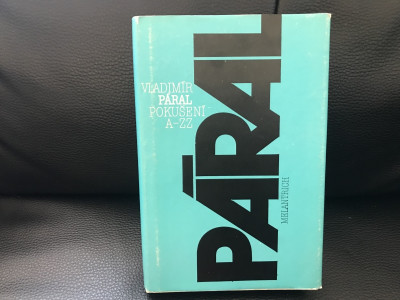 VLADIMÍR
PÁRAL
POKUŠENÍ
A-ZZ
PÁRAL
MELANTRICH